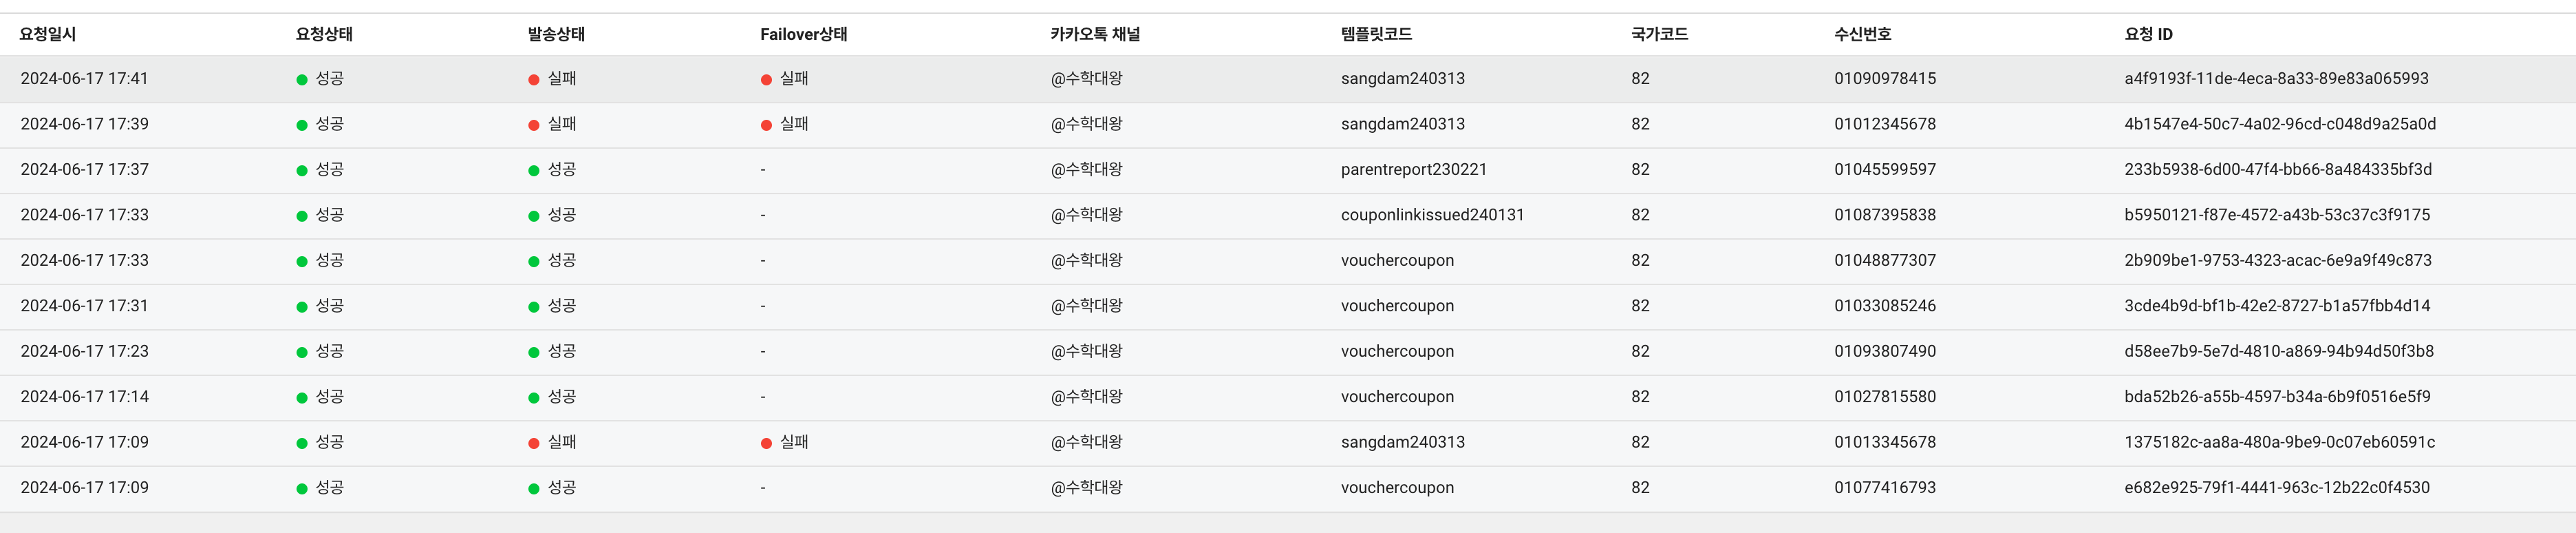 요청일시 요청상태 발송상태 Failover상태 카카오톡 채널 템플릿코드 국가코드 수신번호 요청 ID
2024-06-17 17:41 성공 실패 실패 @수학대왕 sangdam240313 82 01090978415 a4f9193f-11de-4eca-8a33-89e83a065993
2024-06-17 17:39 성공 실패 실패 @수학대왕 sangdam240313 82 01012345678 4b1547e4-50c7-4a02-96cd-c048d9a25a0d
2024-06-17 17:37 성공 성공 - @수학대왕 parentreport230221 82 01045599597 233b5938-6d00-47f4-bb66-8a484335bf3d
2024-06-17 17:33 성공 성공 - @수학대왕 couponlinkissued240131 82 01087395838 b5950121-f87e-4572-a43b-53c37c3f9175
2024-06-17 17:33 성공 성공 - @수학대왕 vouchercoupon 82 01048877307 2b909be1-9753-4323-acac-6e9a9f49c873
2024-06-17 17:31 성공 성공 - @수학대왕 vouchercoupon 82 01033085246 3cde4b9d-bf1b-42e2-8727-b1a57fbb4d14
2024-06-17 17:23 성공 성공 - @수학대왕 vouchercoupon 82 01093807490 d58ee7b9-5e7d-4810-a869-94b94d50f3b8
2024-06-17 17:14 성공 성공 - @수학대왕 vouchercoupon 82 01027815580 bda52b26-a55b-4597-b34a-6b9f0516e5f9
2024-06-17 17:09 성공 실패 실패 @수학대왕 sangdam240313 82 01013345678 1375182c-aa8a-480a-9be9-0c07eb60591c
2024-06-17 17:09 성공 성공 - @수학대왕 vouchercoupon 82 01077416793 e682e925-79f1-4441-963c-12b22c0f4530